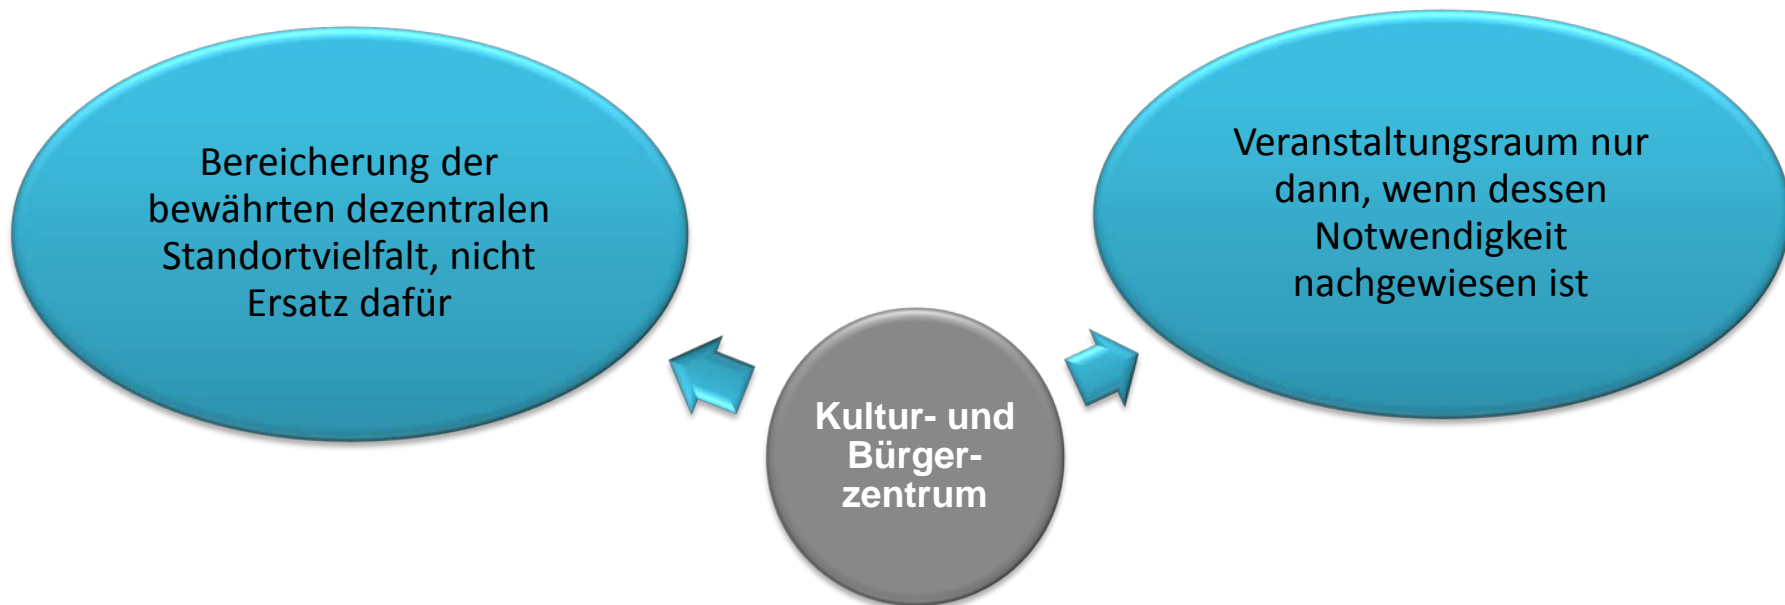 Bereicherung der
bewährten dezentralen
Standortvielfalt, nicht
Ersatz dafür
Veranstaltungsraum nur
dann, wenn dessen
Notwendigkeit
nachgewiesen ist
Kultur- und
Bürger-
zentrum